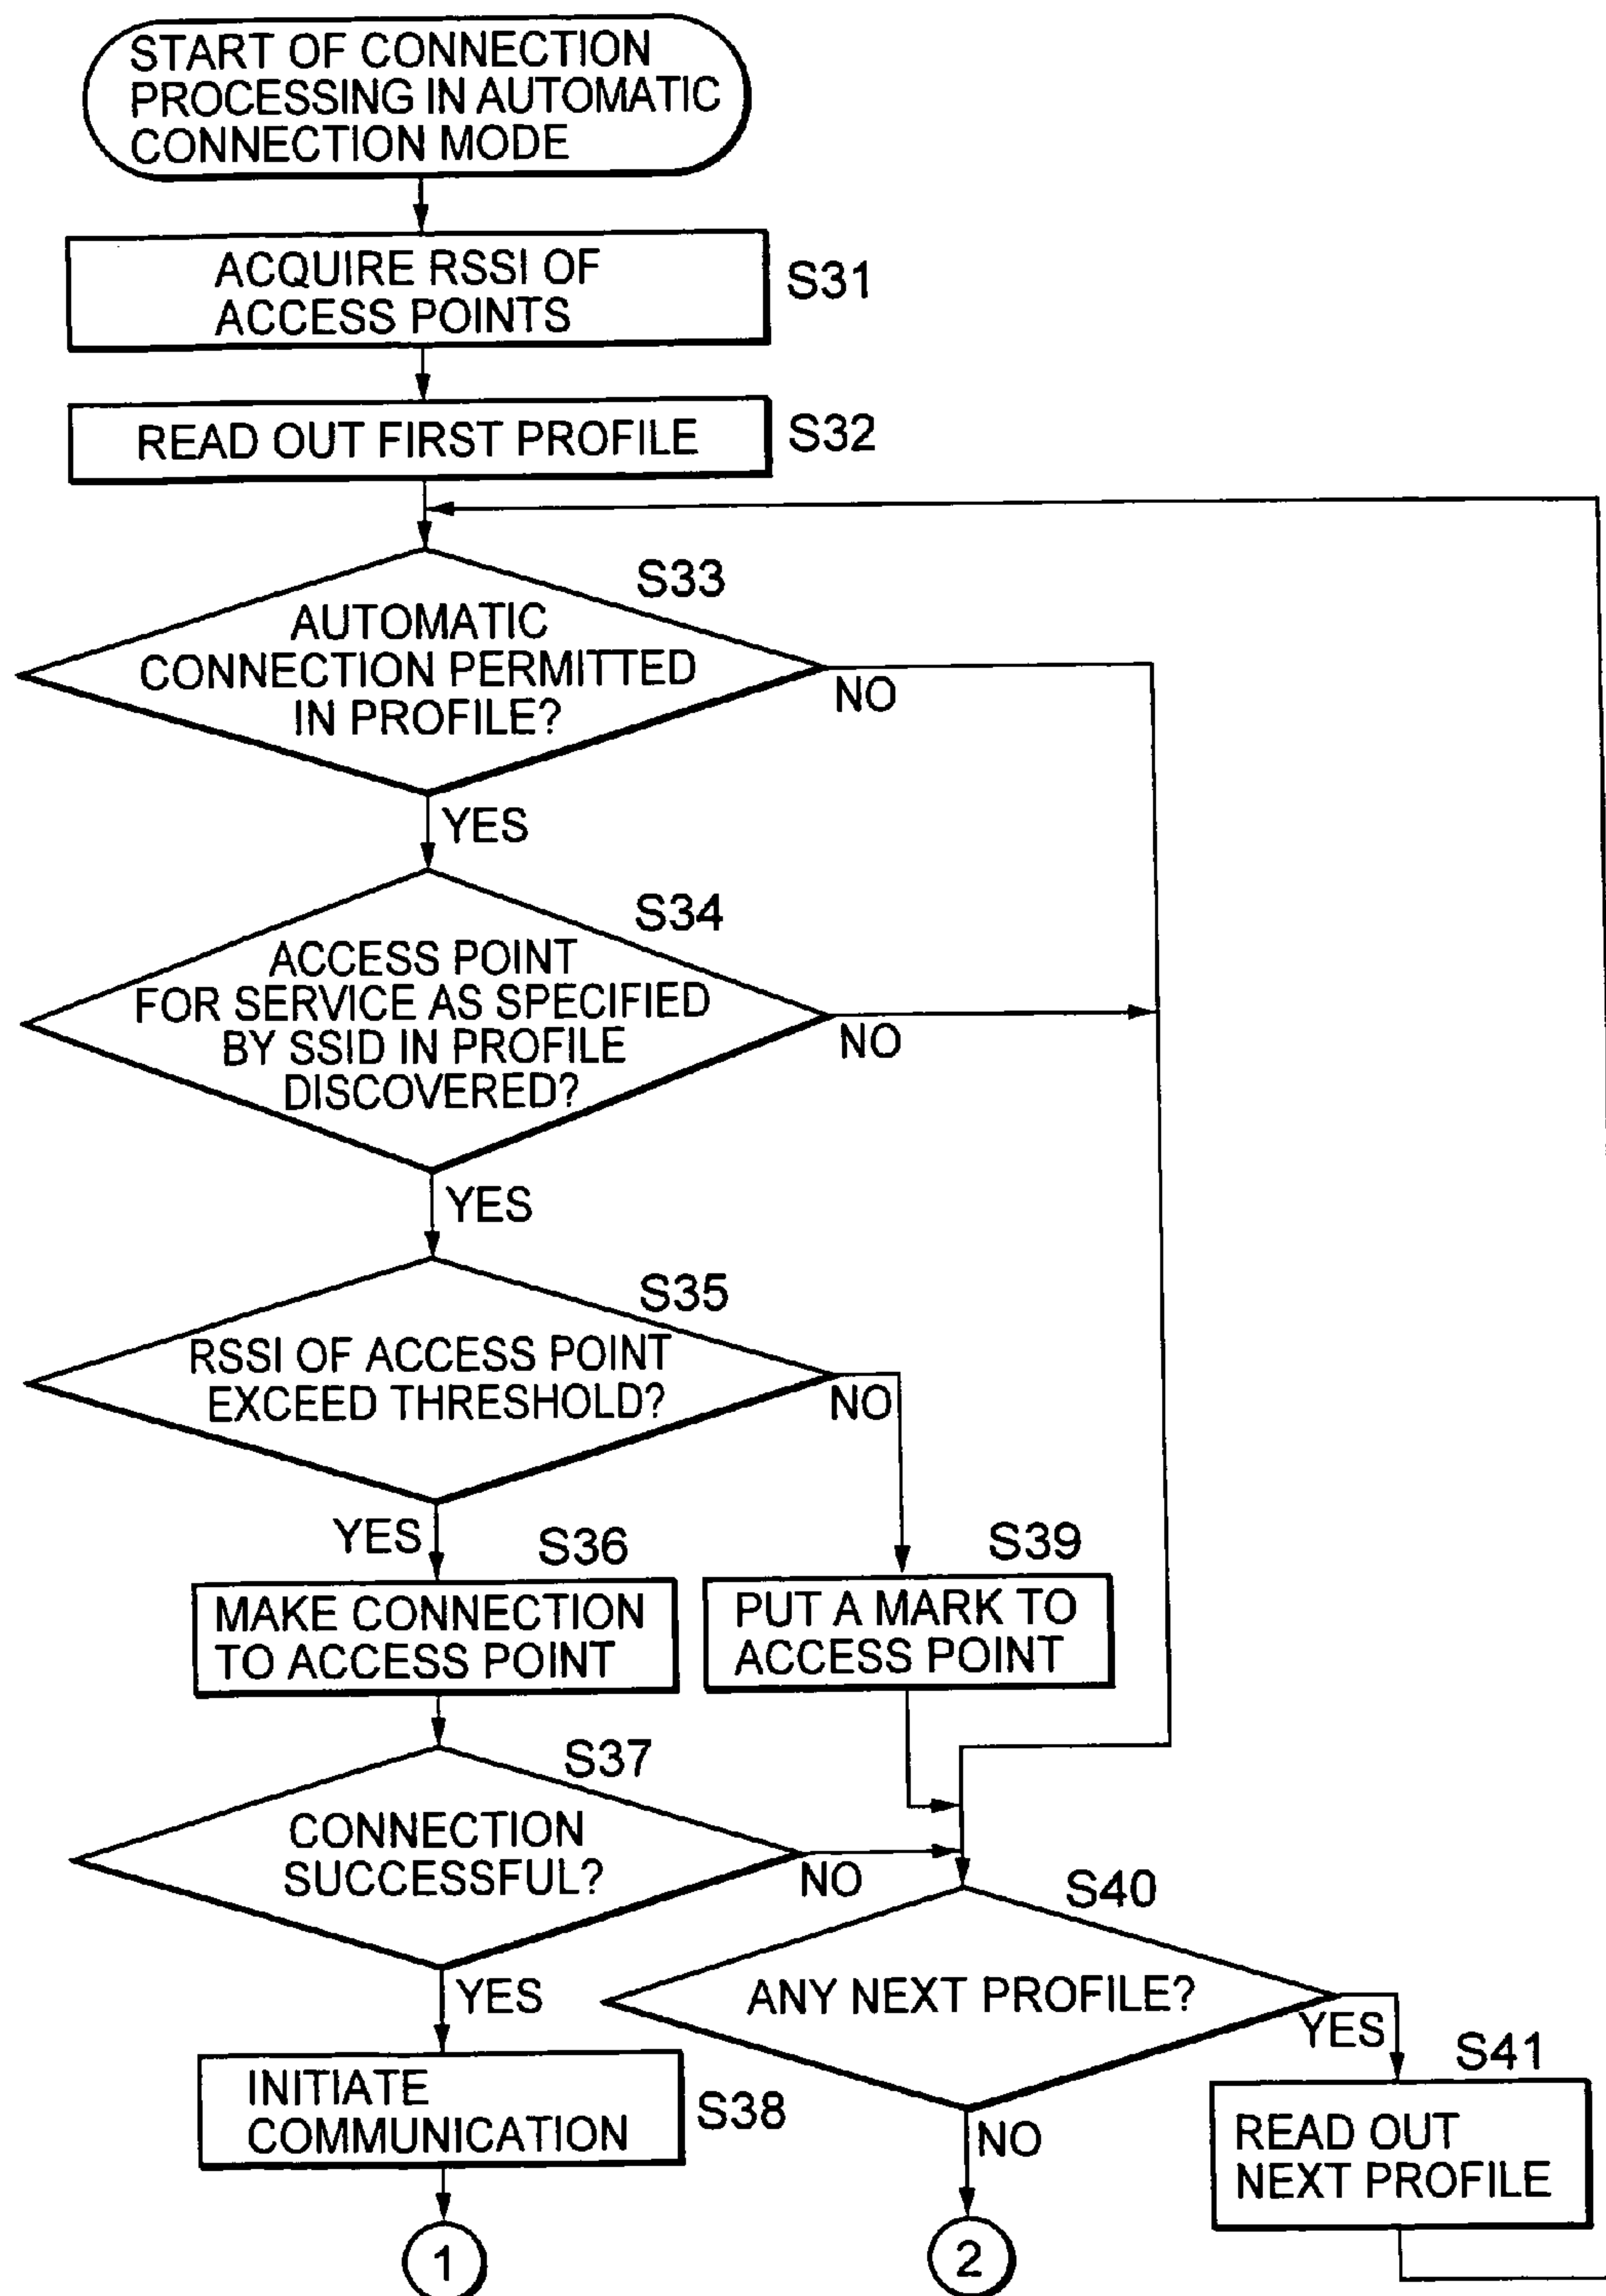 START OF CONNECTION
PROCESSING IN AUTOMATIC
CONNECTION MODE
ACQUIRE RSSI OF
ACCESS POINTS
S31
READ OUT FIRST PROFILE
S32
S33
AUTOMATIC
CONNECTION PERMITTED
IN PROFILE?
NO
YES
S34
ACCESS POINT
FOR SERVICE AS SPECIFIED
BY SSID IN PROFILE
DISCOVERED?
NO
YES
S35
RSSI OF ACCESS POINT
EXCEED THRESHOLD?
NO
YES
S36
MAKE CONNECTION
TO ACCESS POINT
S39
PUT A MARK TO
ACCESS POINT
S37
CONNECTION
SUCCESSFUL?
NO
YES
S40
ANY NEXT PROFILE?
YES
NO
S38
INITIATE
COMMUNICATION
S41
READ OUT
NEXT PROFILE
1
2